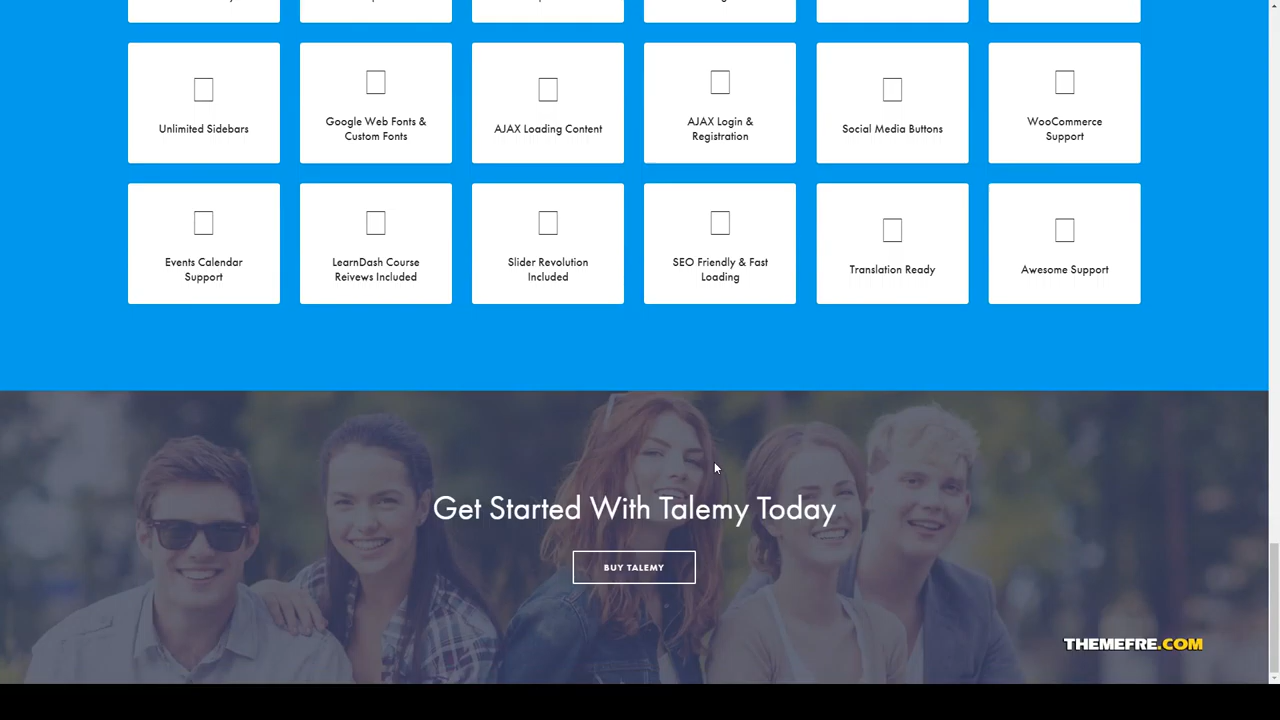 Unlimited Sidebars
Google Web Fonts &
Custom Fonts
AJAX Loading Content
AJAX Login &
Registration
Social Media Buttons
WooCommerce
Support
Events Calendar
Support
LearnDash Course
Reivews Included
Slider Revolution
Included
SEO Friendly & Fast
Loading
Translation Ready
Awesome Support
Get Started With Talemy Today
BUY TALEMY
THEMEFRE.COM